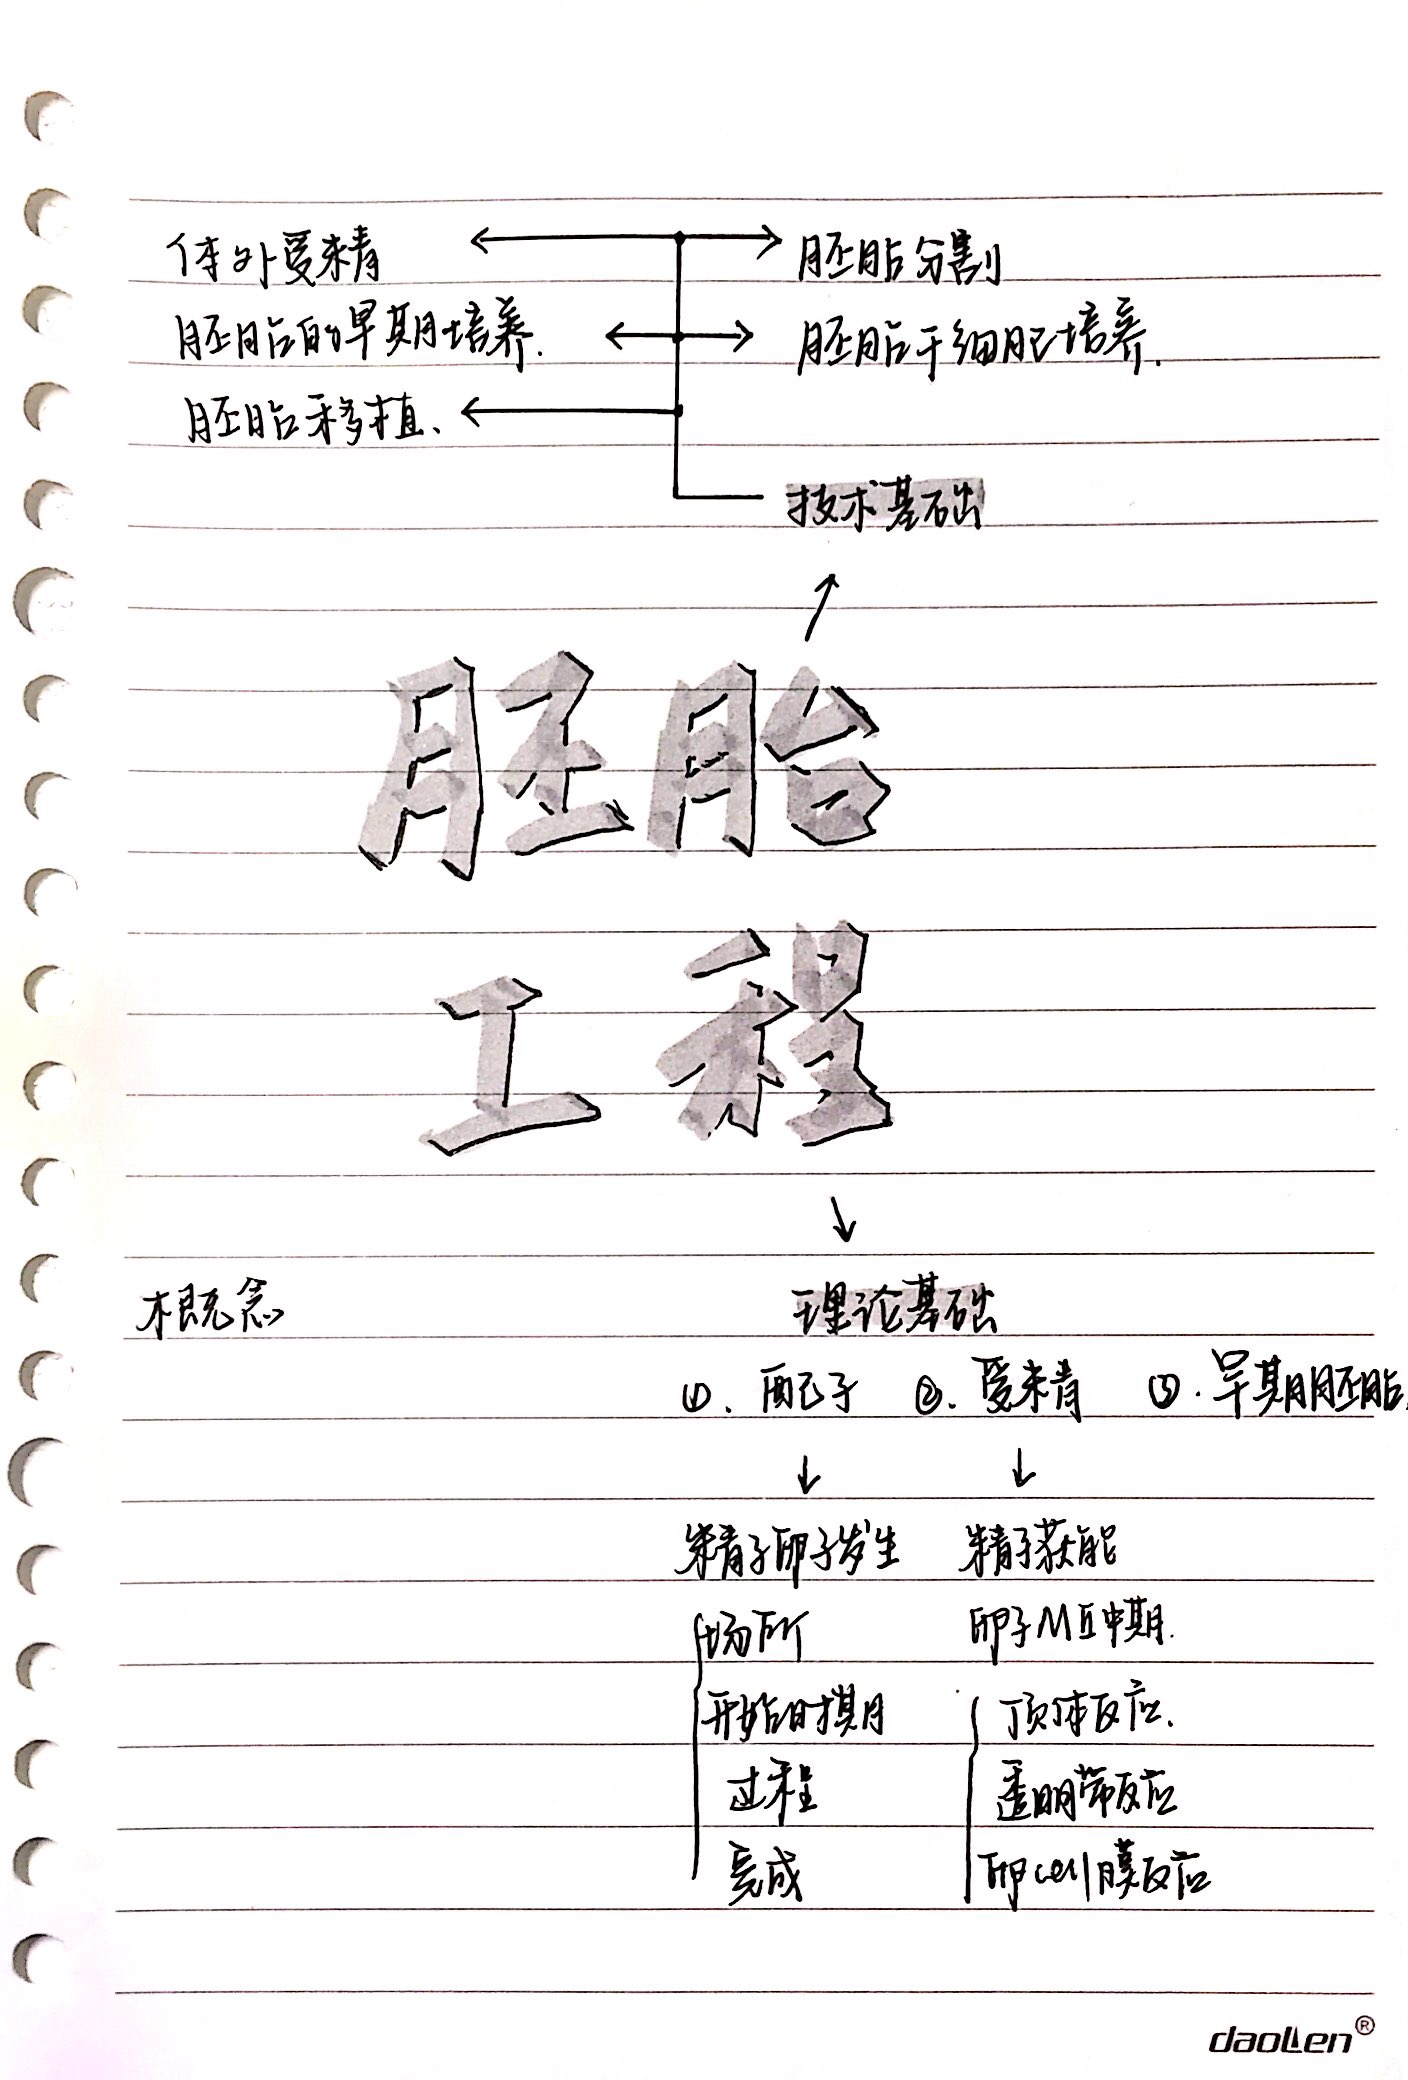 体外受精
胚胎分割
胚胎的早期培养.
胚胎干细胞培养.
胚胎移植、
技术基础
胚胎
工程
概念
理论基础
①. 配子 ②. 受精 ③. 早期胚胎.
精子卵子发生 精子获能
场所 卵子MⅡ中期.
开始时期 顶体反应.
过程 透明带反应
完成 卵cell膜反应
daoLen®